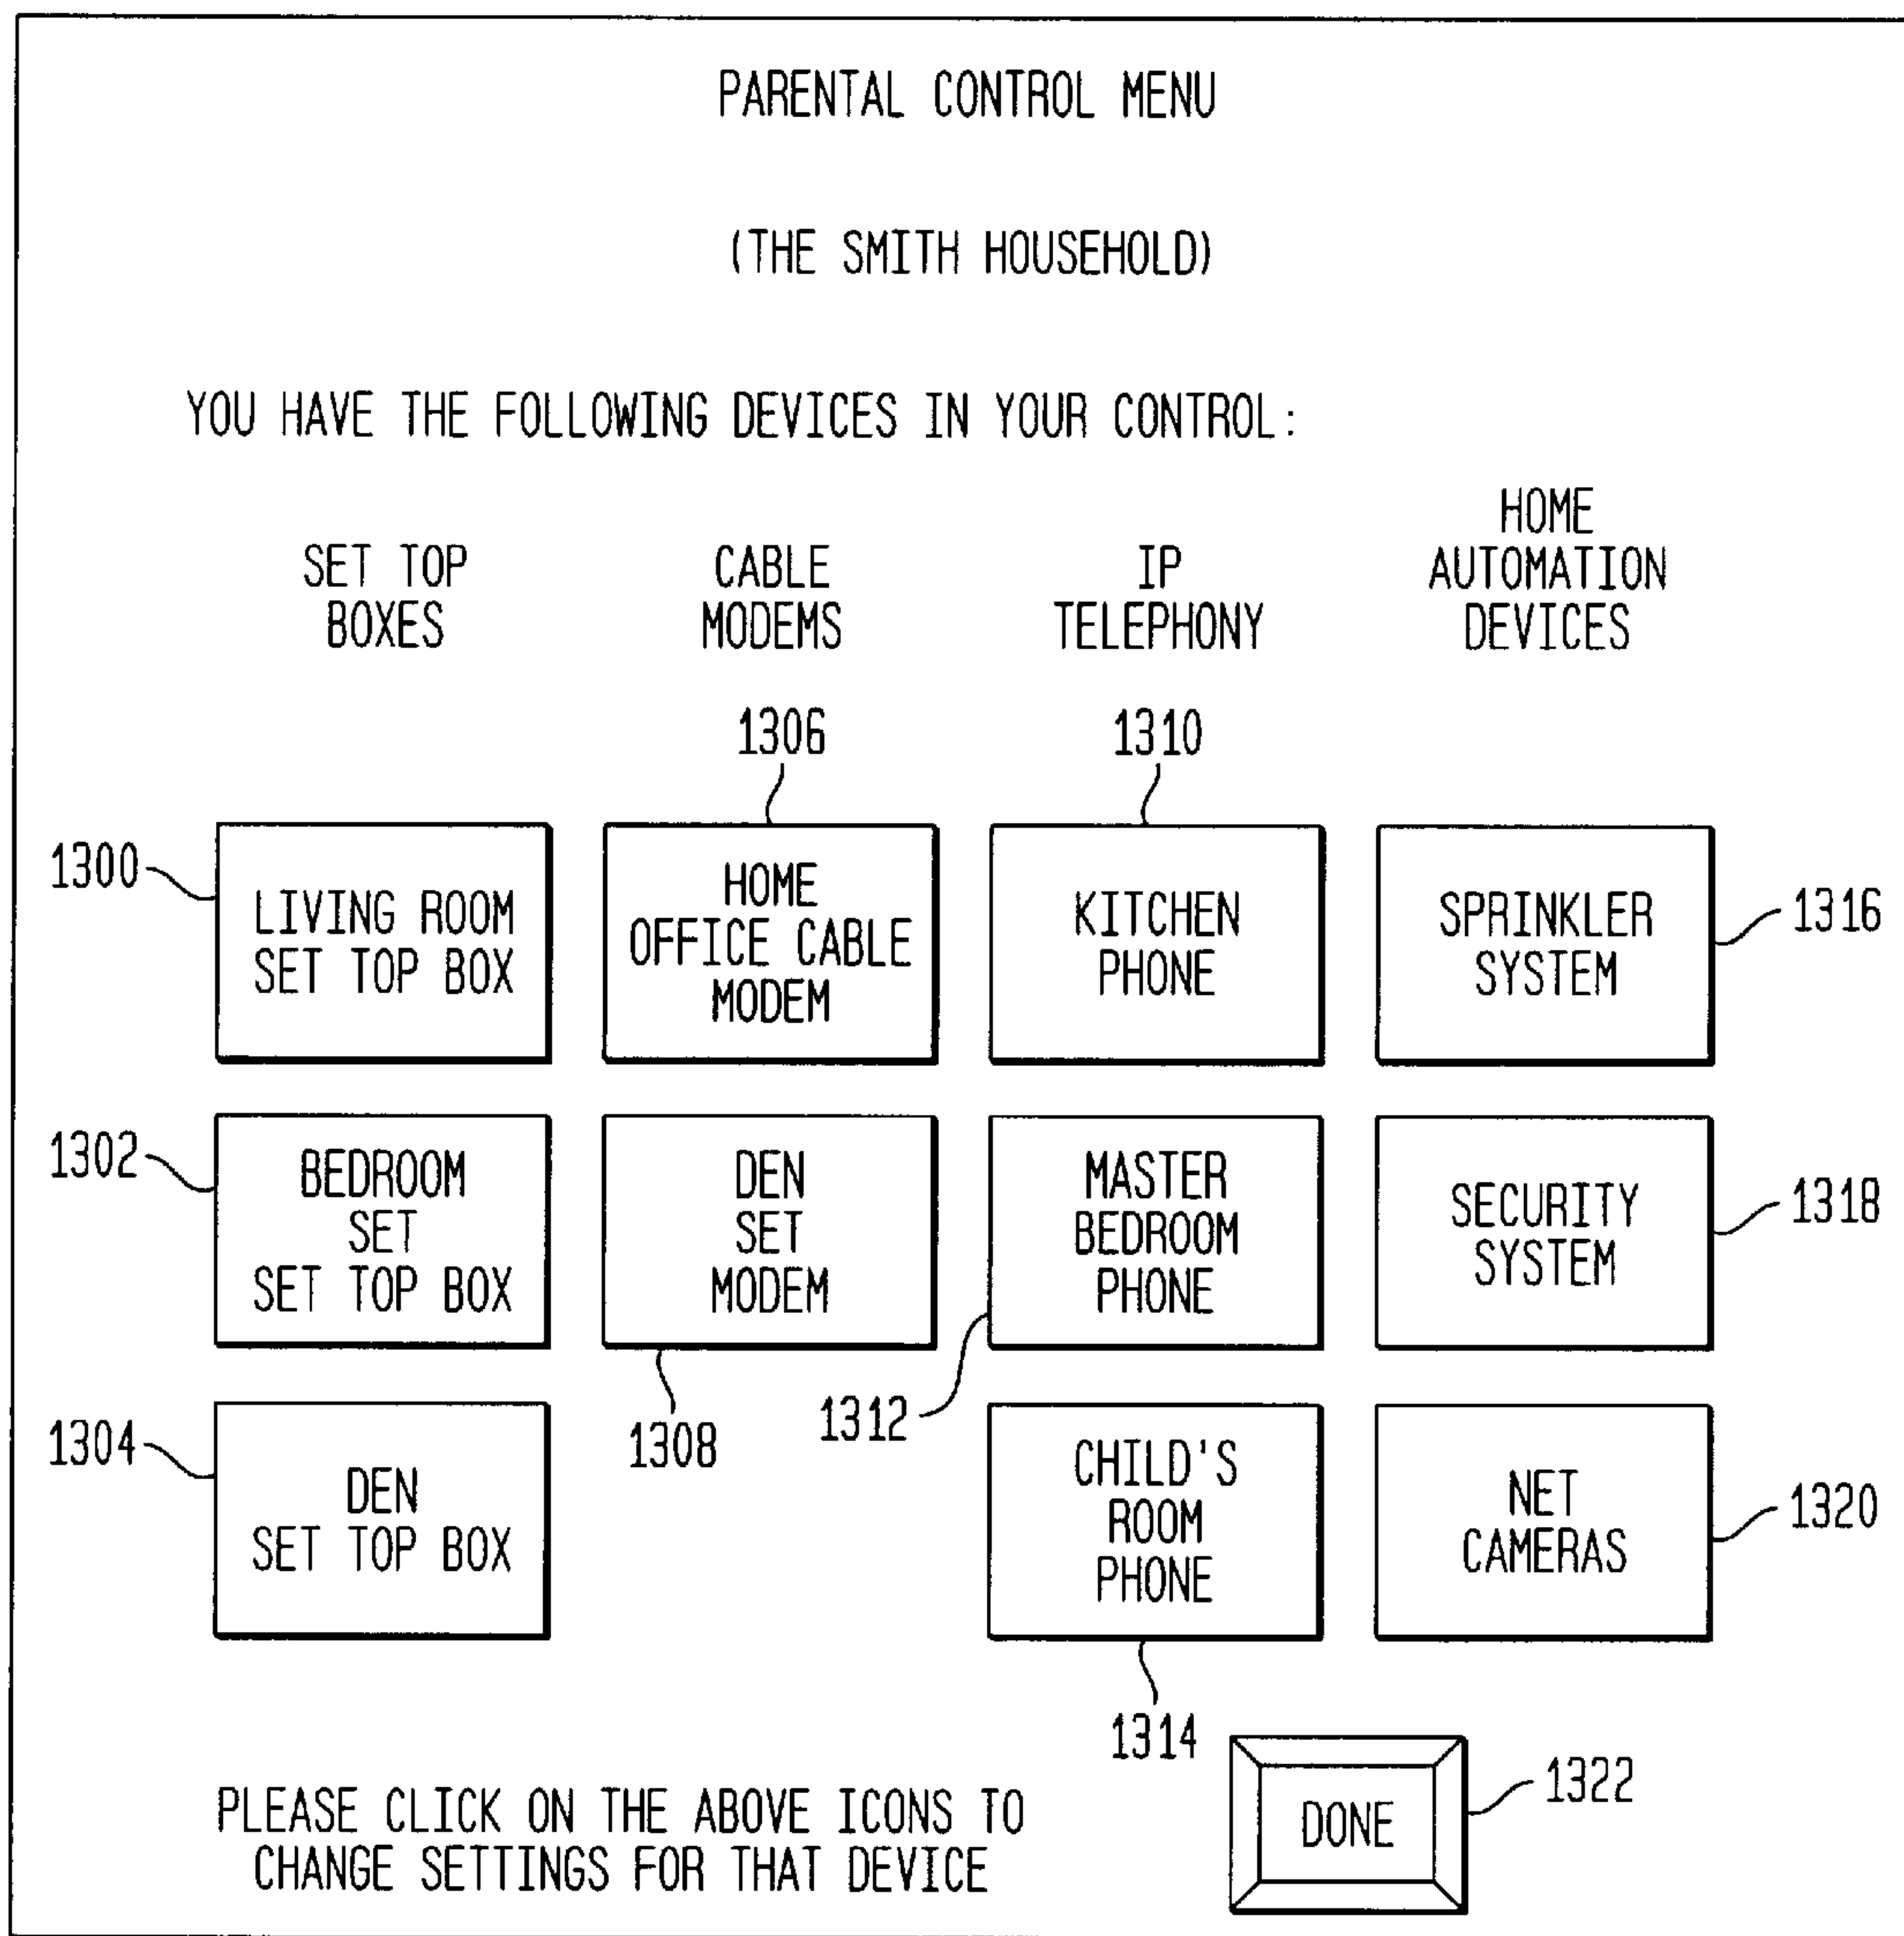 PARENTAL CONTROL MENU
(THE SMITH HOUSEHOLD)
YOU HAVE THE FOLLOWING DEVICES IN YOUR CONTROL:
SET TOP
BOXES
CABLE
MODEMS
IP
TELEPHONY
HOME
AUTOMATION
DEVICES
1306
1310
1300
LIVING ROOM
SET TOP BOX
HOME
OFFICE CABLE
MODEM
KITCHEN
PHONE
SPRINKLER
SYSTEM
1316
1302
BEDROOM
SET
SET TOP BOX
DEN
SET
MODEM
MASTER
BEDROOM
PHONE
SECURITY
SYSTEM
1318
1308
1312
1304
DEN
SET TOP BOX
CHILD'S
ROOM
PHONE
NET
CAMERAS
1320
1314
PLEASE CLICK ON THE ABOVE ICONS TO
CHANGE SETTINGS FOR THAT DEVICE
DONE
1322